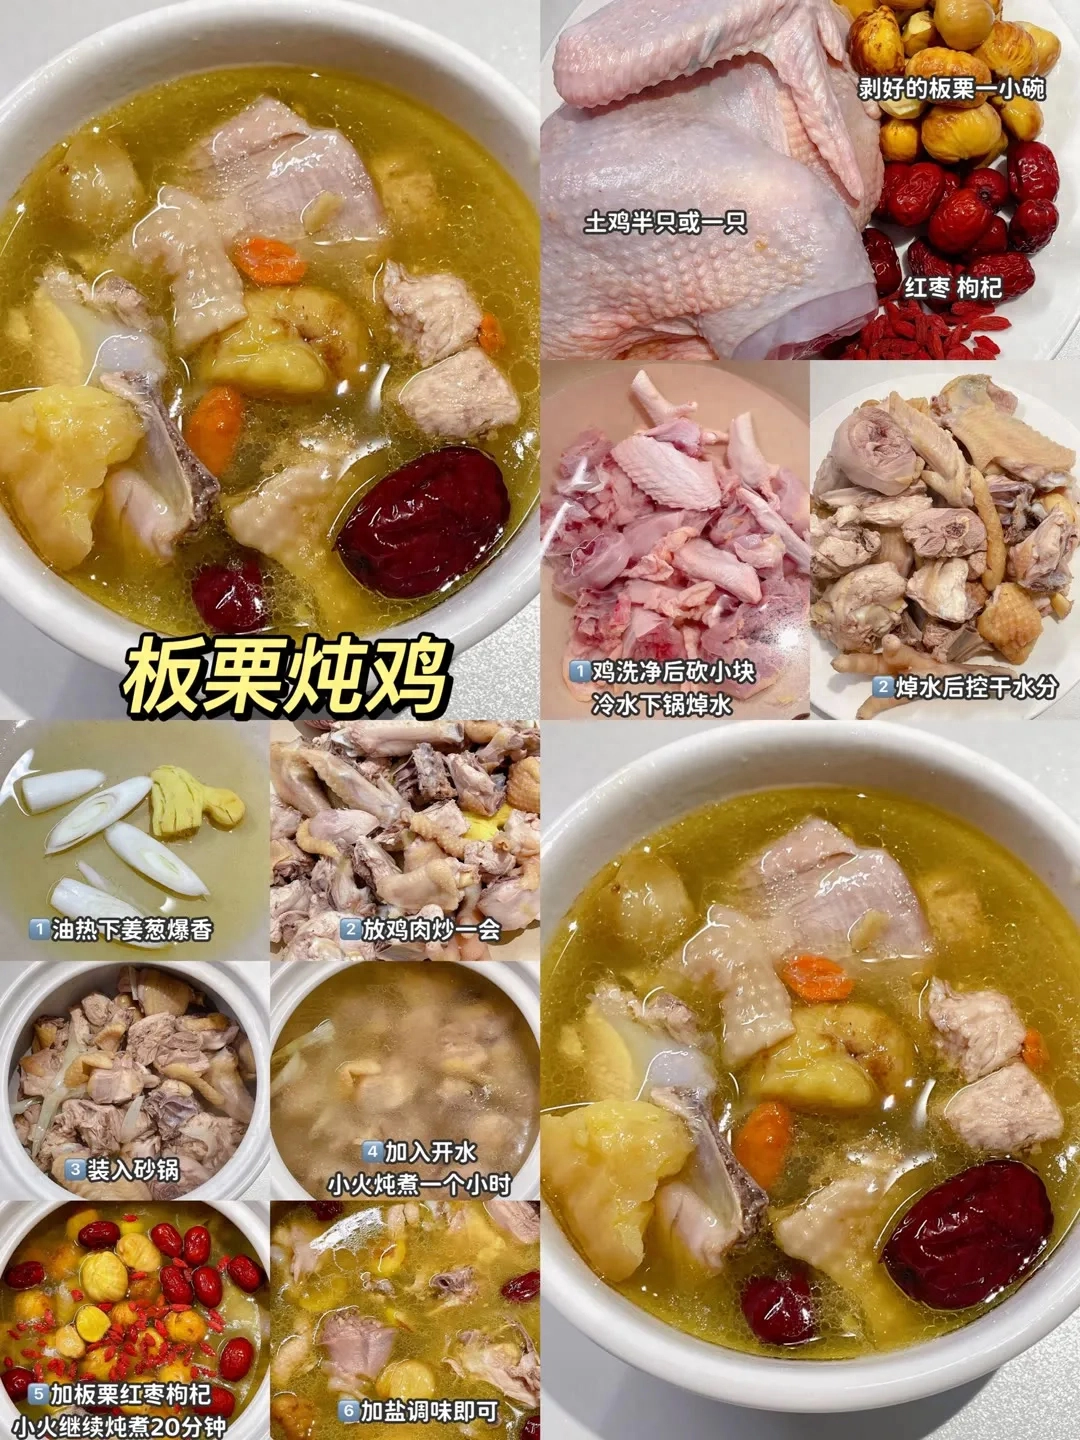 板栗炖鸡
剥好的板栗一小碗
土鸡半只或一只
红枣 枸杞
1 鸡洗净后砍小块
冷水下锅焯水
2 焯水后控干水分
1 油热下姜葱爆香
2 放鸡肉炒一会
3 装入砂锅
4 加入开水
小火炖煮一个小时
5 加板栗红枣枸杞
小火继续炖煮20分钟
6 加盐调味即可